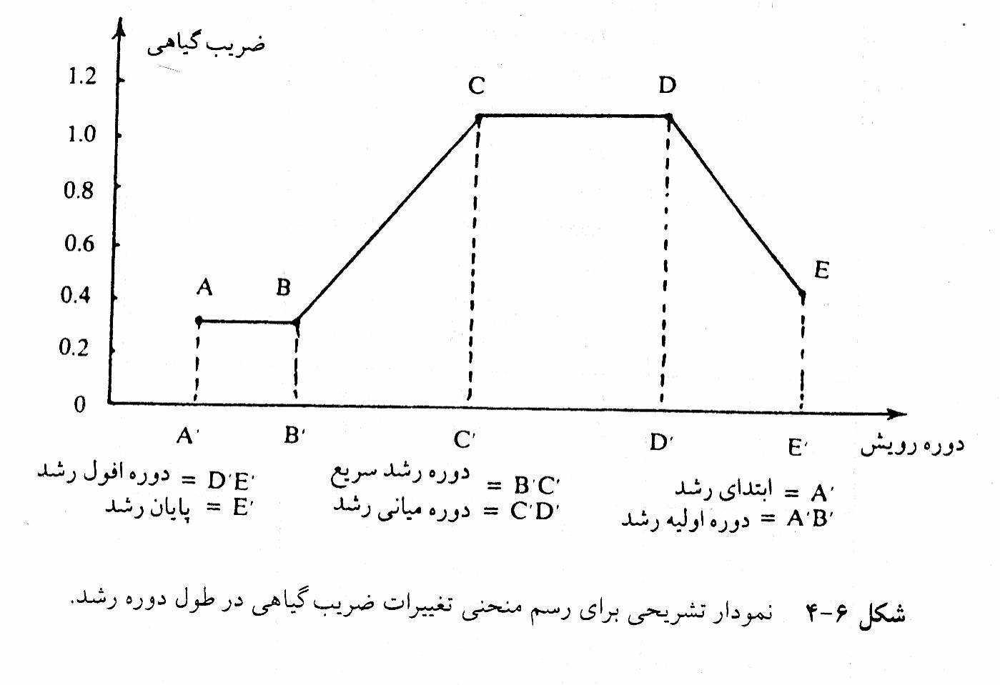 ضریب گیاهی
1.2
1.0
0.8
0.6
0.4
0.2
0
A
B
C
D
E
A'
B'
C'
D'
E'
دوره رویش
ابتدای رشد = A'
دوره اولیه رشد = A'B'
دوره رشد سریع = B'C'
دوره میانی رشد = C'D'
دوره افول رشد = D'E'
پایان رشد = E'
شکل ۶-۴ نمودار تشریحی برای رسم منحنی تغییرات ضریب گیاهی در طول دوره رشد.